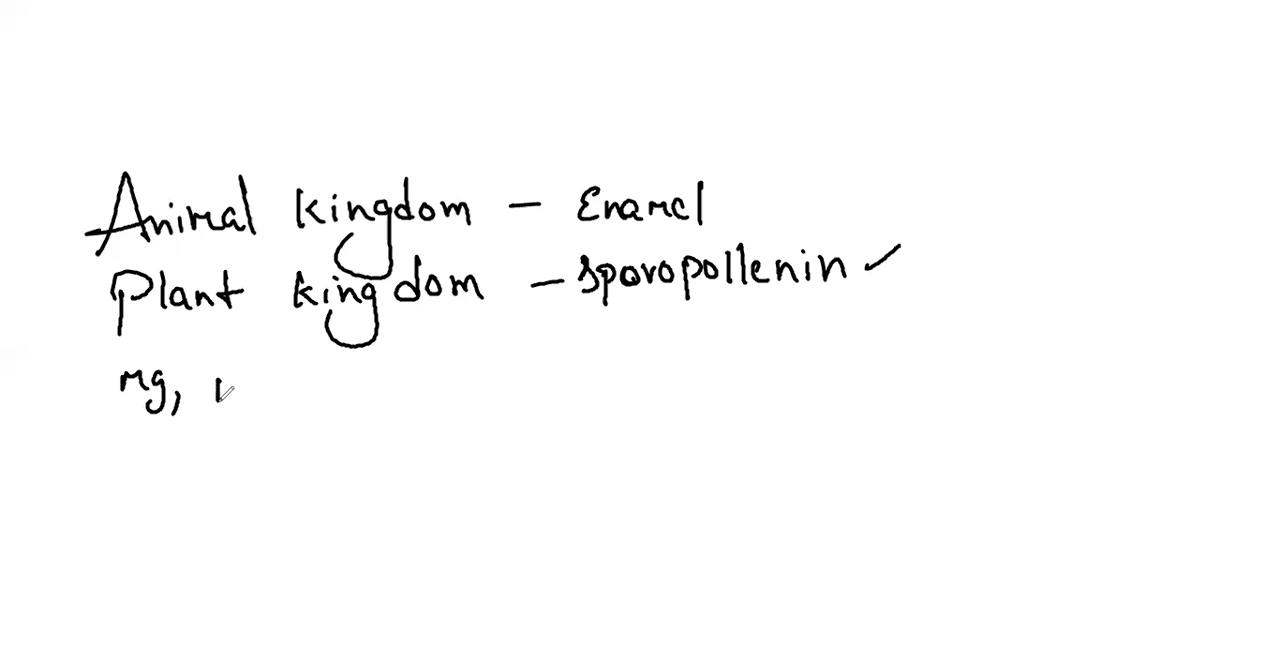 Animal kingdom - Enamel
Plant kingdom - Sporopollenin ✓
Mg,